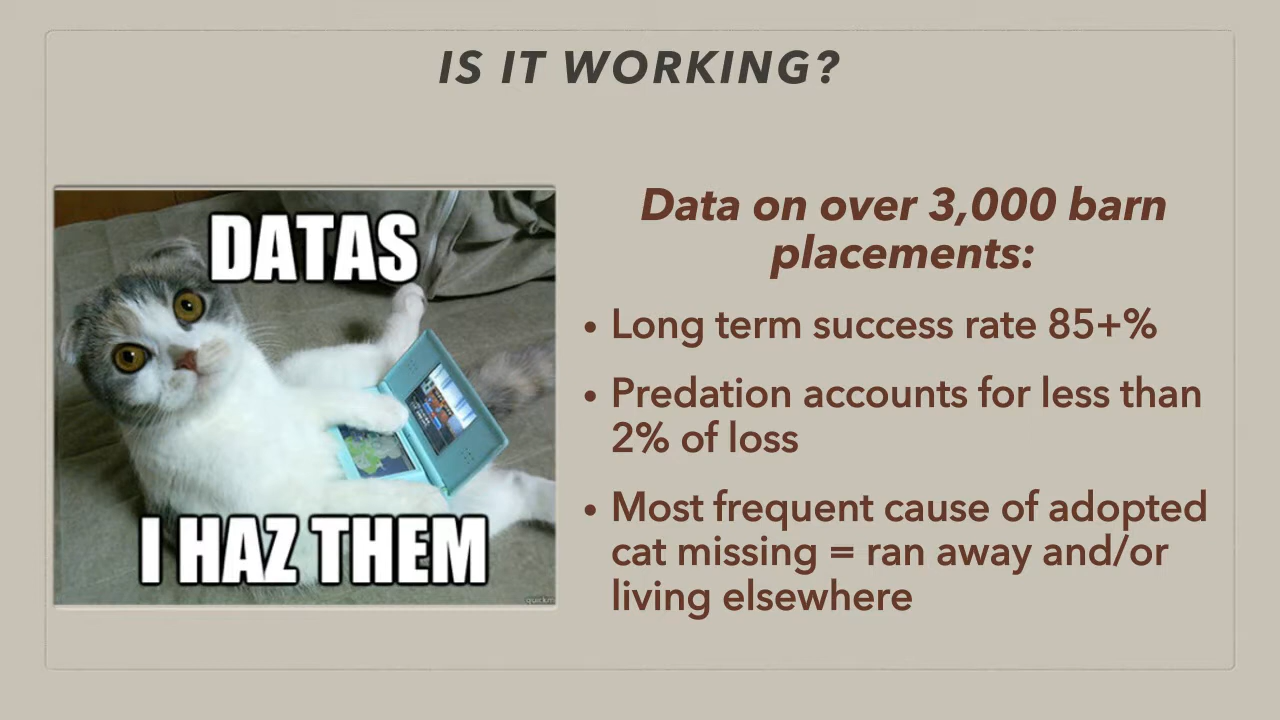 IS IT WORKING?
DATAS
I HAZ THEM
Data on over 3,000 barn
placements:
• Long term success rate 85+%
• Predation accounts for less than
2% of loss
• Most frequent cause of adopted
cat missing = ran away and/or
living elsewhere